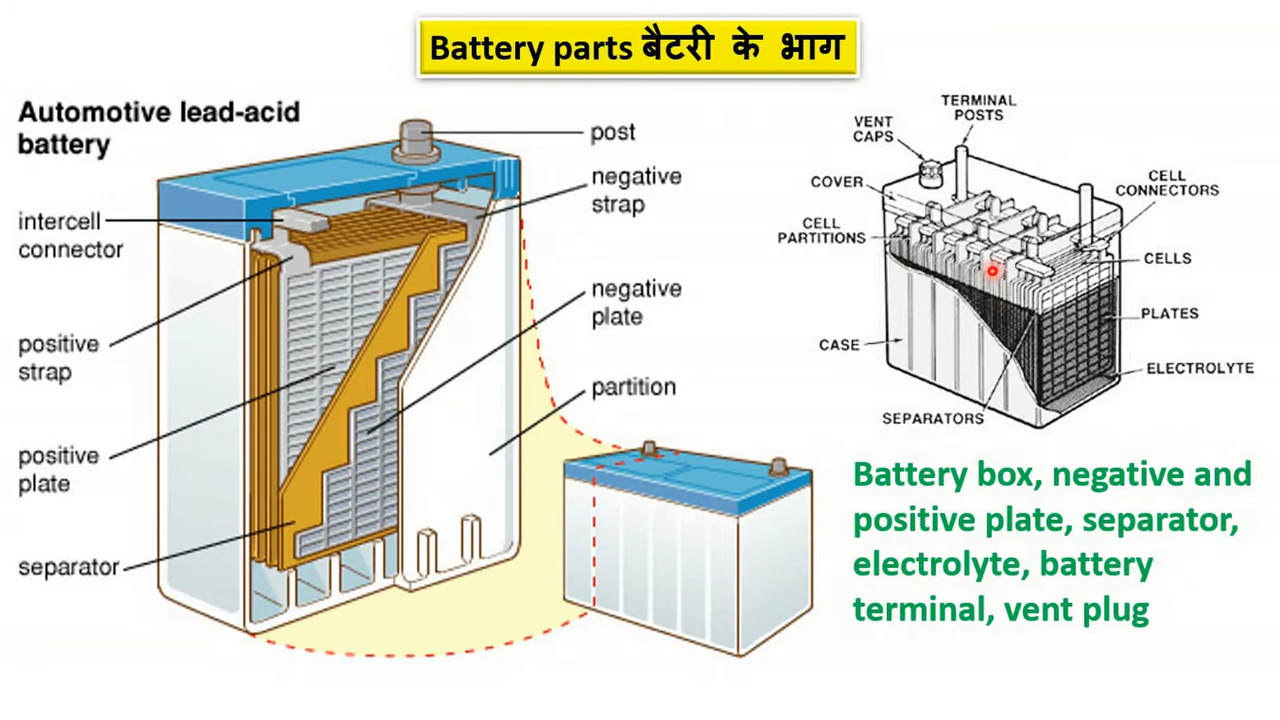 Battery parts बैटरी के भाग
Automotive lead-acid
battery
post
negative
strap
intercell
connector
negative
plate
positive
strap
partition
positive
plate
separator
TERMINAL
POSTS
VENT
CAPS
COVER
CELL
CONNECTORS
CELL
PARTITIONS
CELLS
PLATES
CASE
ELECTROLYTE
SEPARATORS
Battery box, negative and
positive plate, separator,
electrolyte, battery
terminal, vent plug